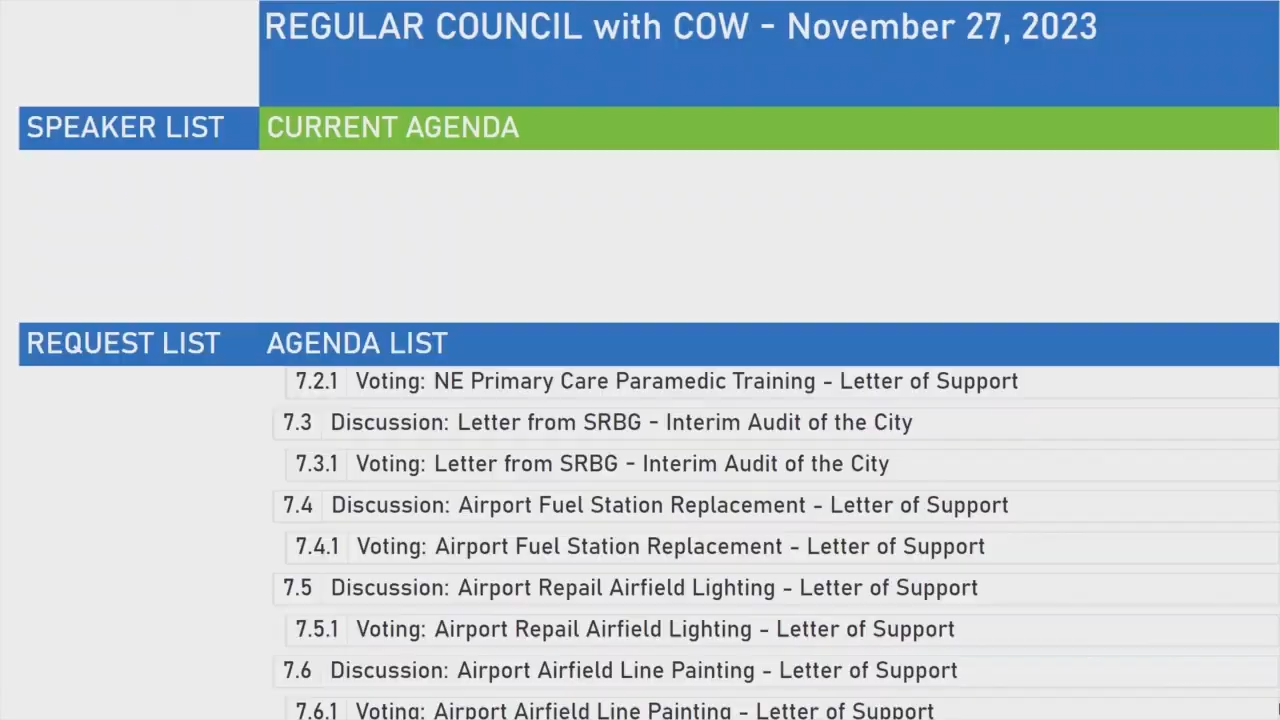 REGULAR COUNCIL with COW - November 27, 2023
SPEAKER LIST CURRENT AGENDA
REQUEST LIST AGENDA LIST
7.2.1 Voting: NE Primary Care Paramedic Training - Letter of Support
7.3 Discussion: Letter from SRBG - Interim Audit of the City
7.3.1 Voting: Letter from SRBG - Interim Audit of the City
7.4 Discussion: Airport Fuel Station Replacement - Letter of Support
7.4.1 Voting: Airport Fuel Station Replacement - Letter of Support
7.5 Discussion: Airport Repail Airfield Lighting - Letter of Support
7.5.1 Voting: Airport Repail Airfield Lighting - Letter of Support
7.6 Discussion: Airport Airfield Line Painting - Letter of Support
7.6.1 Voting: Airport Airfield Line Painting - Letter of Support